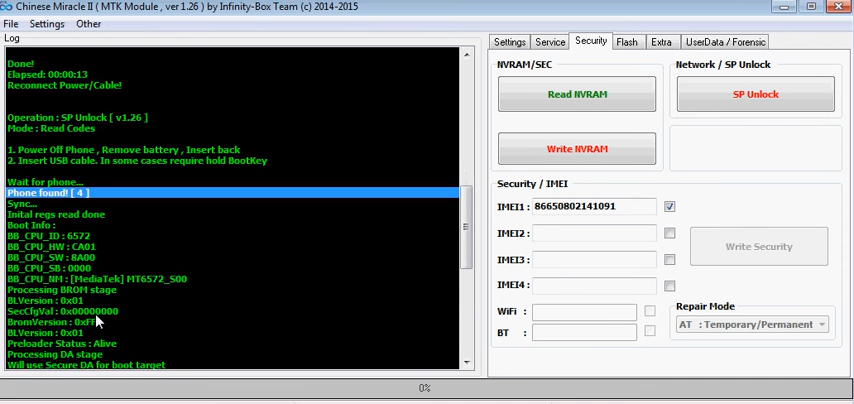 Chinese Miracle II ( MTK Module , ver 1.26 ) by Infinity-Box Team (c) 2014-2015
File Settings Other
Log
Done!
Elapsed: 00:00:13
Reconnect Power/Cable!
Operation : SP Unlock [ v1.26 ]
Mode : Read Codes
1. Power Off Phone , Remove battery , Insert back
2. Insert USB cable. In some cases require hold BootKey
Wait for phone...
Phone found! [ 4 ]
Sync...
Inital regs read done
Boot Info :
BB_CPU_ID : 6572
BB_CPU_HW : CA01
BB_CPU_SW : 8A00
BB_CPU_SB : 0000
BB_CPU_NM : [MediaTek] MT6572_S00
Processing BROM stage
BLVersion : 0x01
SecCfgVal : 0x00000000
BromVersion : 0xFF
BLVersion : 0x01
Preloader Status : Alive
Processing DA stage
Will use Secure DA for boot target
Settings Service Security Flash Extra UserData / Forensic
NVRAM/SEC
Read NVRAM
Write NVRAM
Network / SP Unlock
SP Unlock
Security / IMEI
IMEI1 : 86650802141091
IMEI2 :
IMEI3 :
IMEI4 :
Write Security
WiFi :
BT :
Repair Mode
AT : Temporary/Permanent
0%